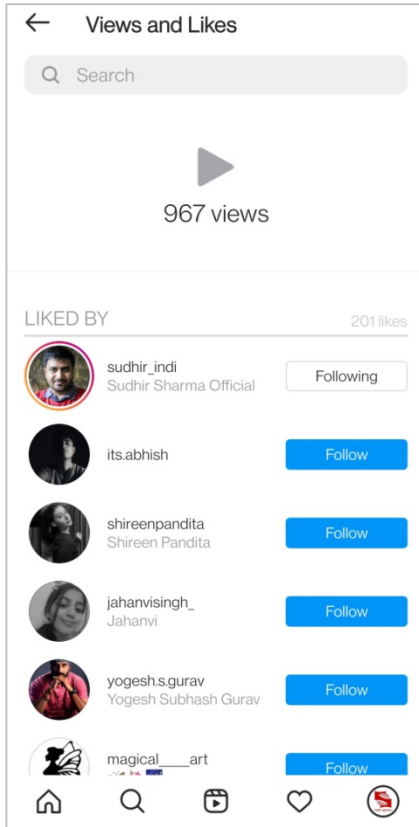 Views and Likes
Search
967 views
LIKED BY 201 likes
sudhir_indi
Sudhir Sharma Official
Following
its.abhish
Follow
shireenpandita
Shireen Pandita
Follow
jahanvisingh_
Jahanvi
Follow
yogesh.s.gurav
Yogesh Subhash Gurav
Follow
magical____art
Follow